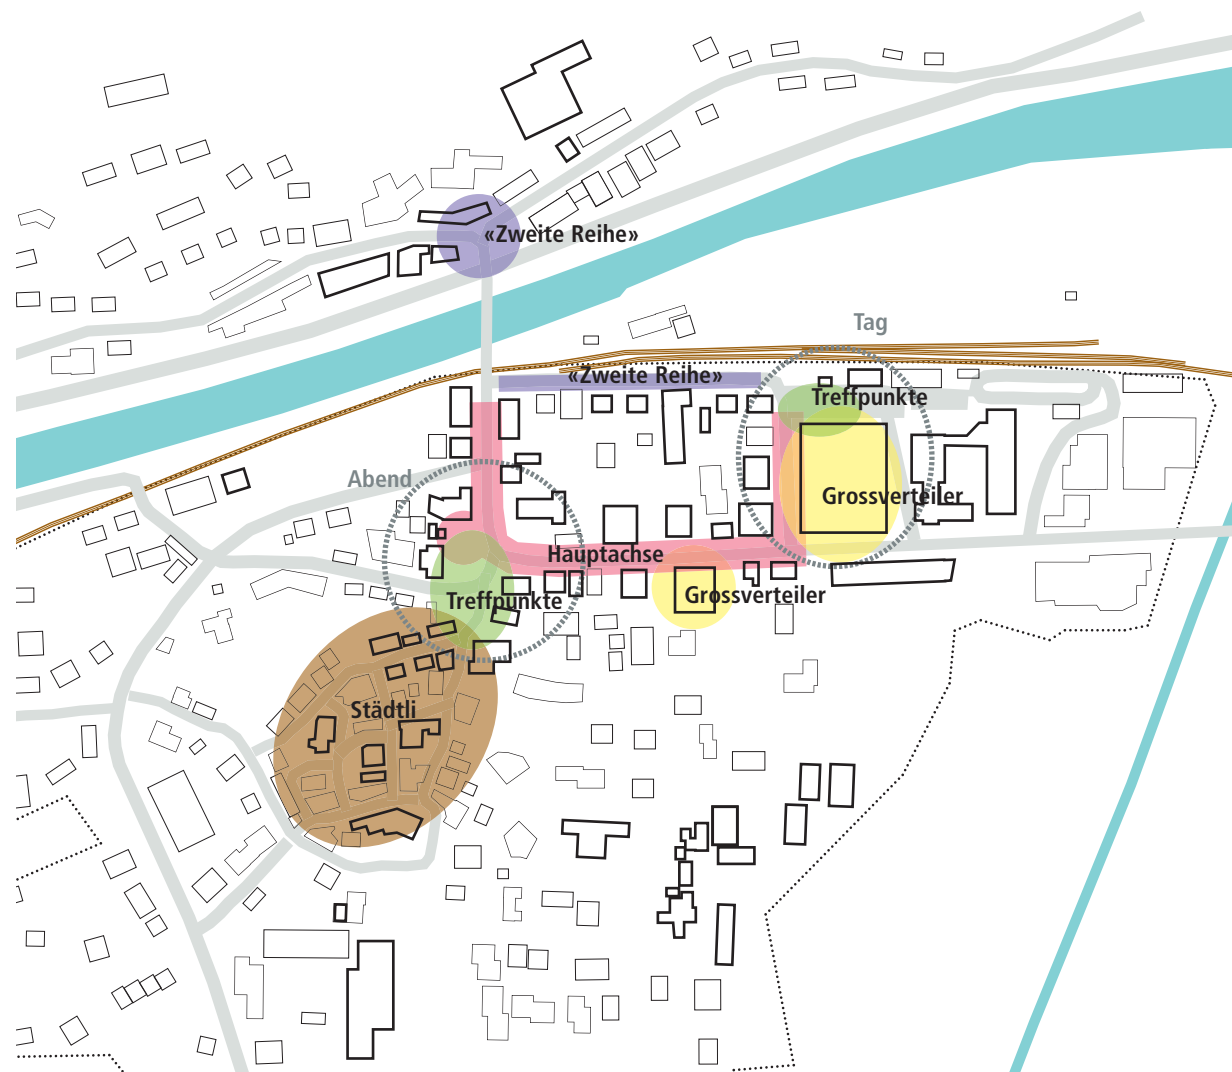 «Zweite Reihe»
Tag
«Zweite Reihe»
Treffpunkte
Abend
Grossverteiler
Hauptachse
Grossverteiler
Treffpunkte
Städtli